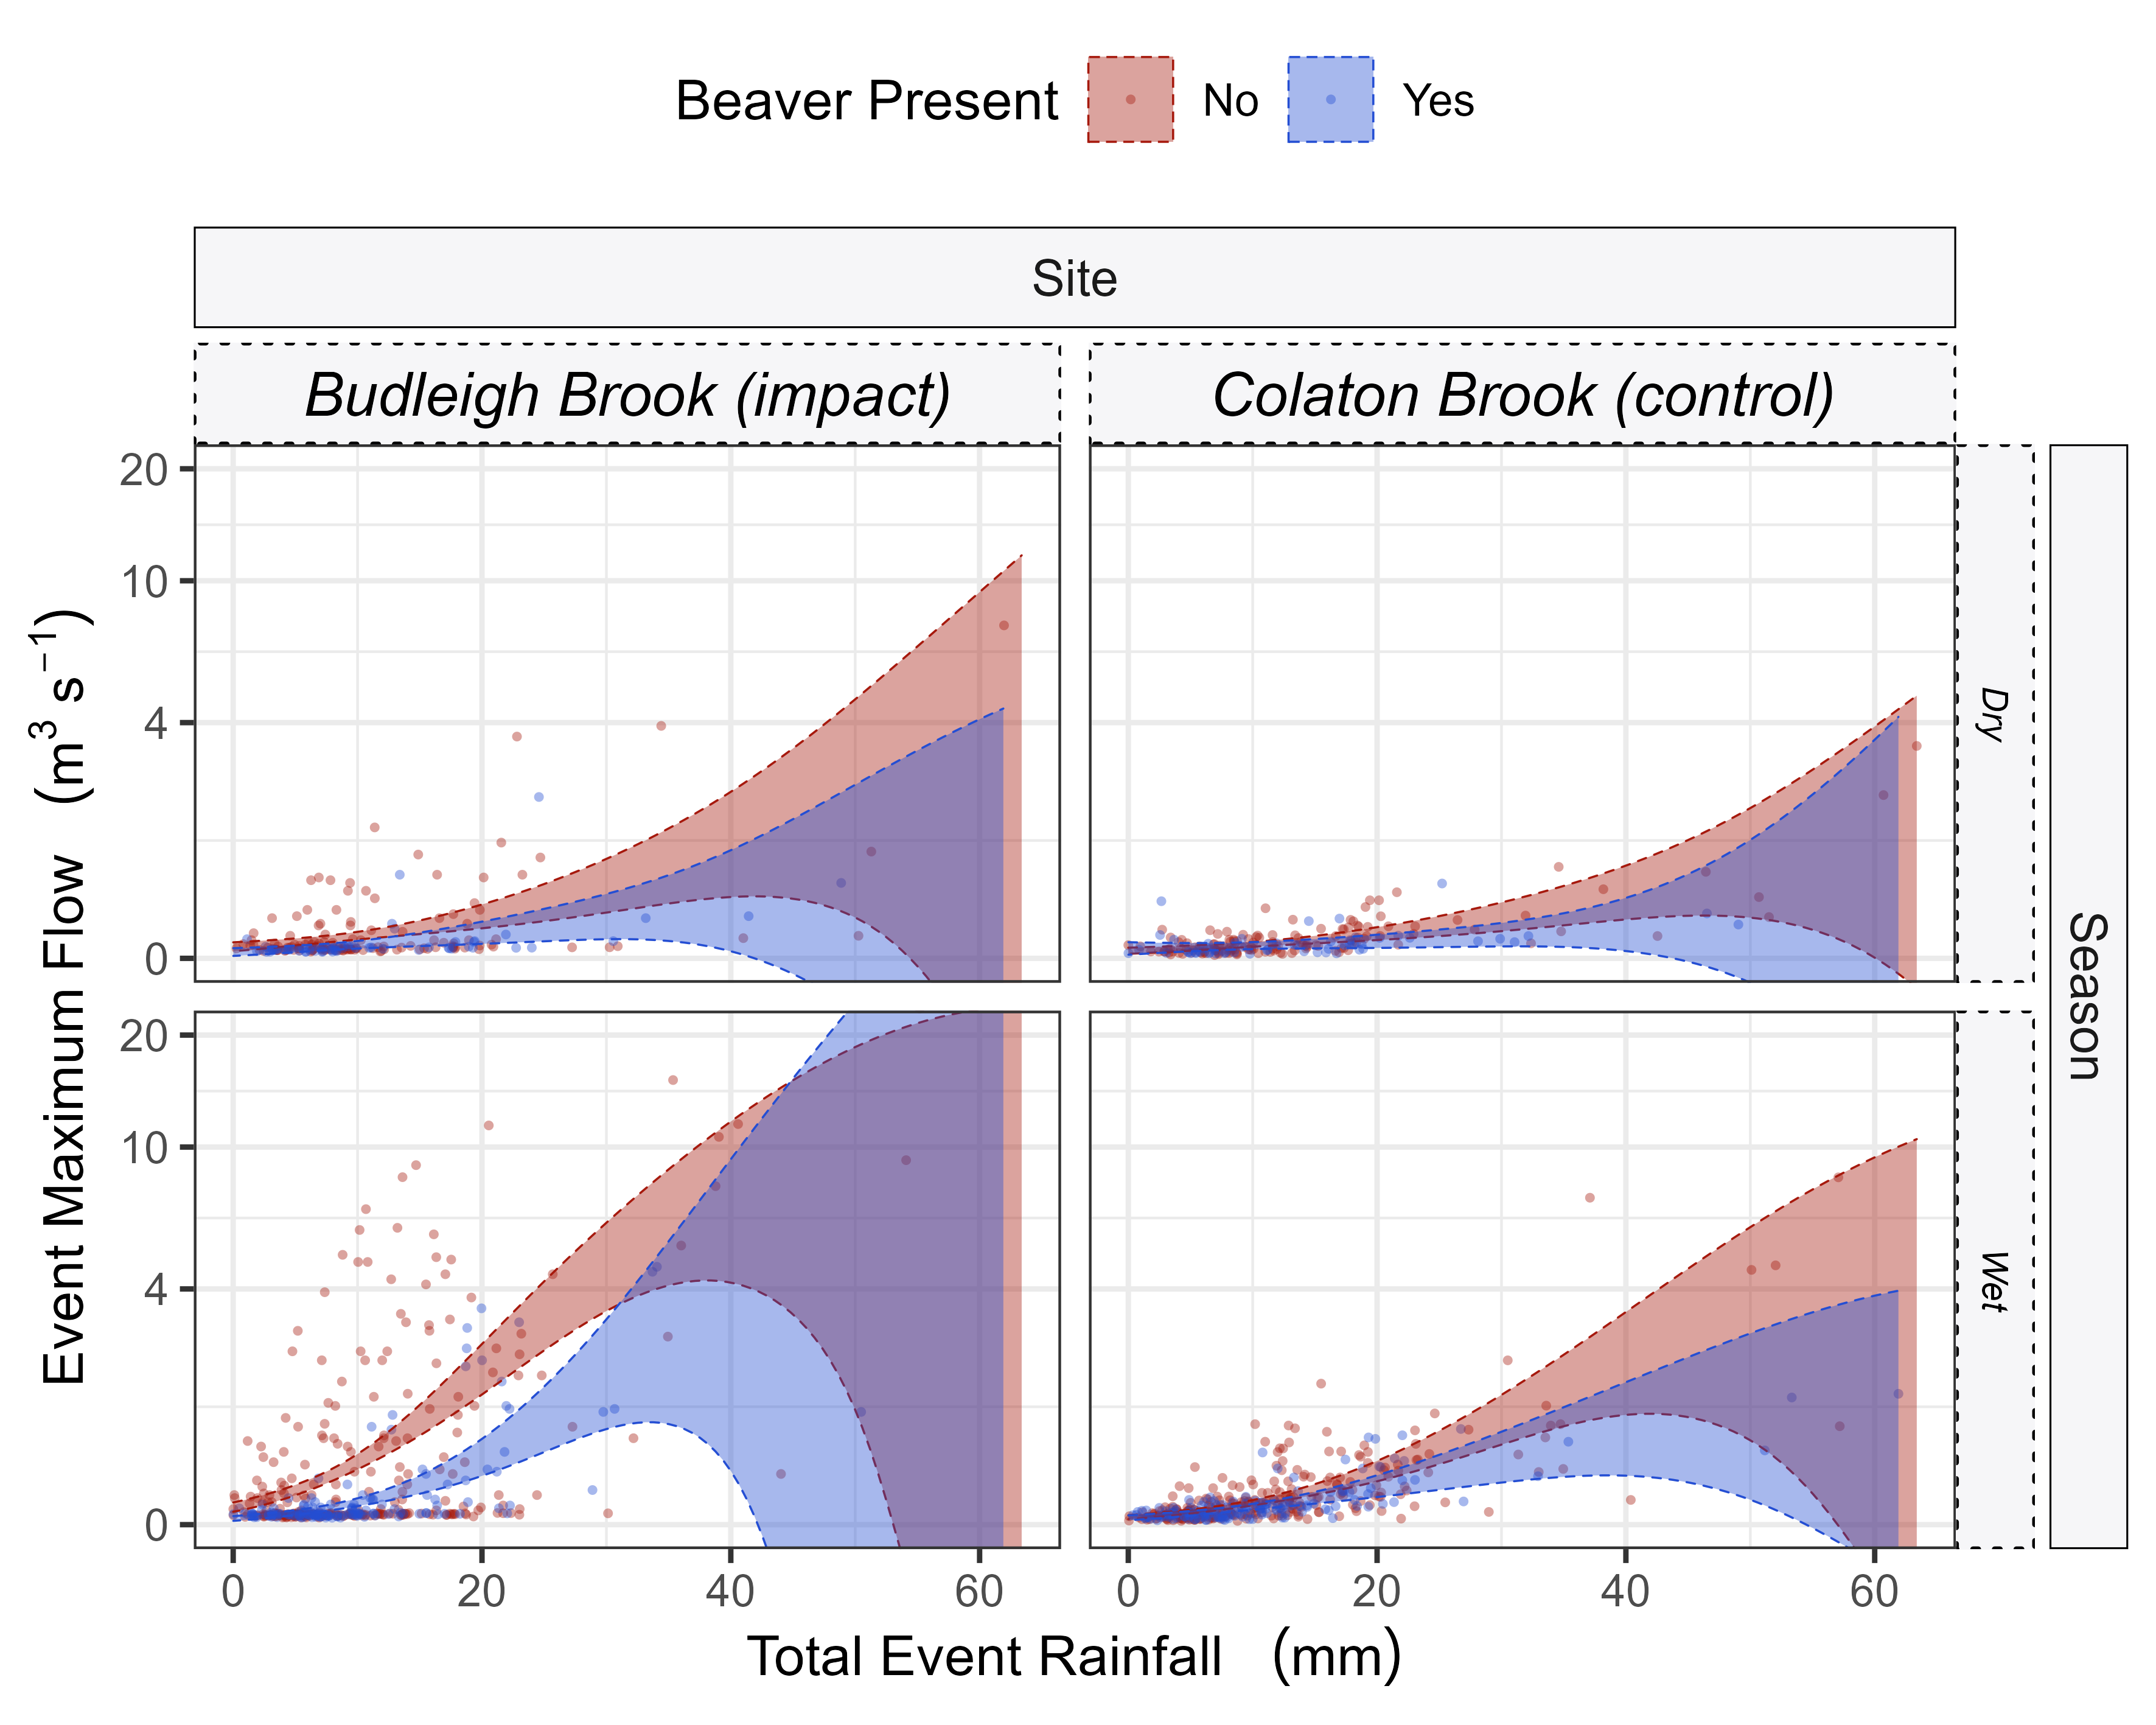 Beaver Present No Yes
Site
Budleigh Brook (impact) Colaton Brook (control)
20
10
4
0
Dry
20
10
4
0
Wet
Season
Event Maximum Flow (m³ s⁻¹)
0 20 40 60 0 20 40 60
Total Event Rainfall (mm)